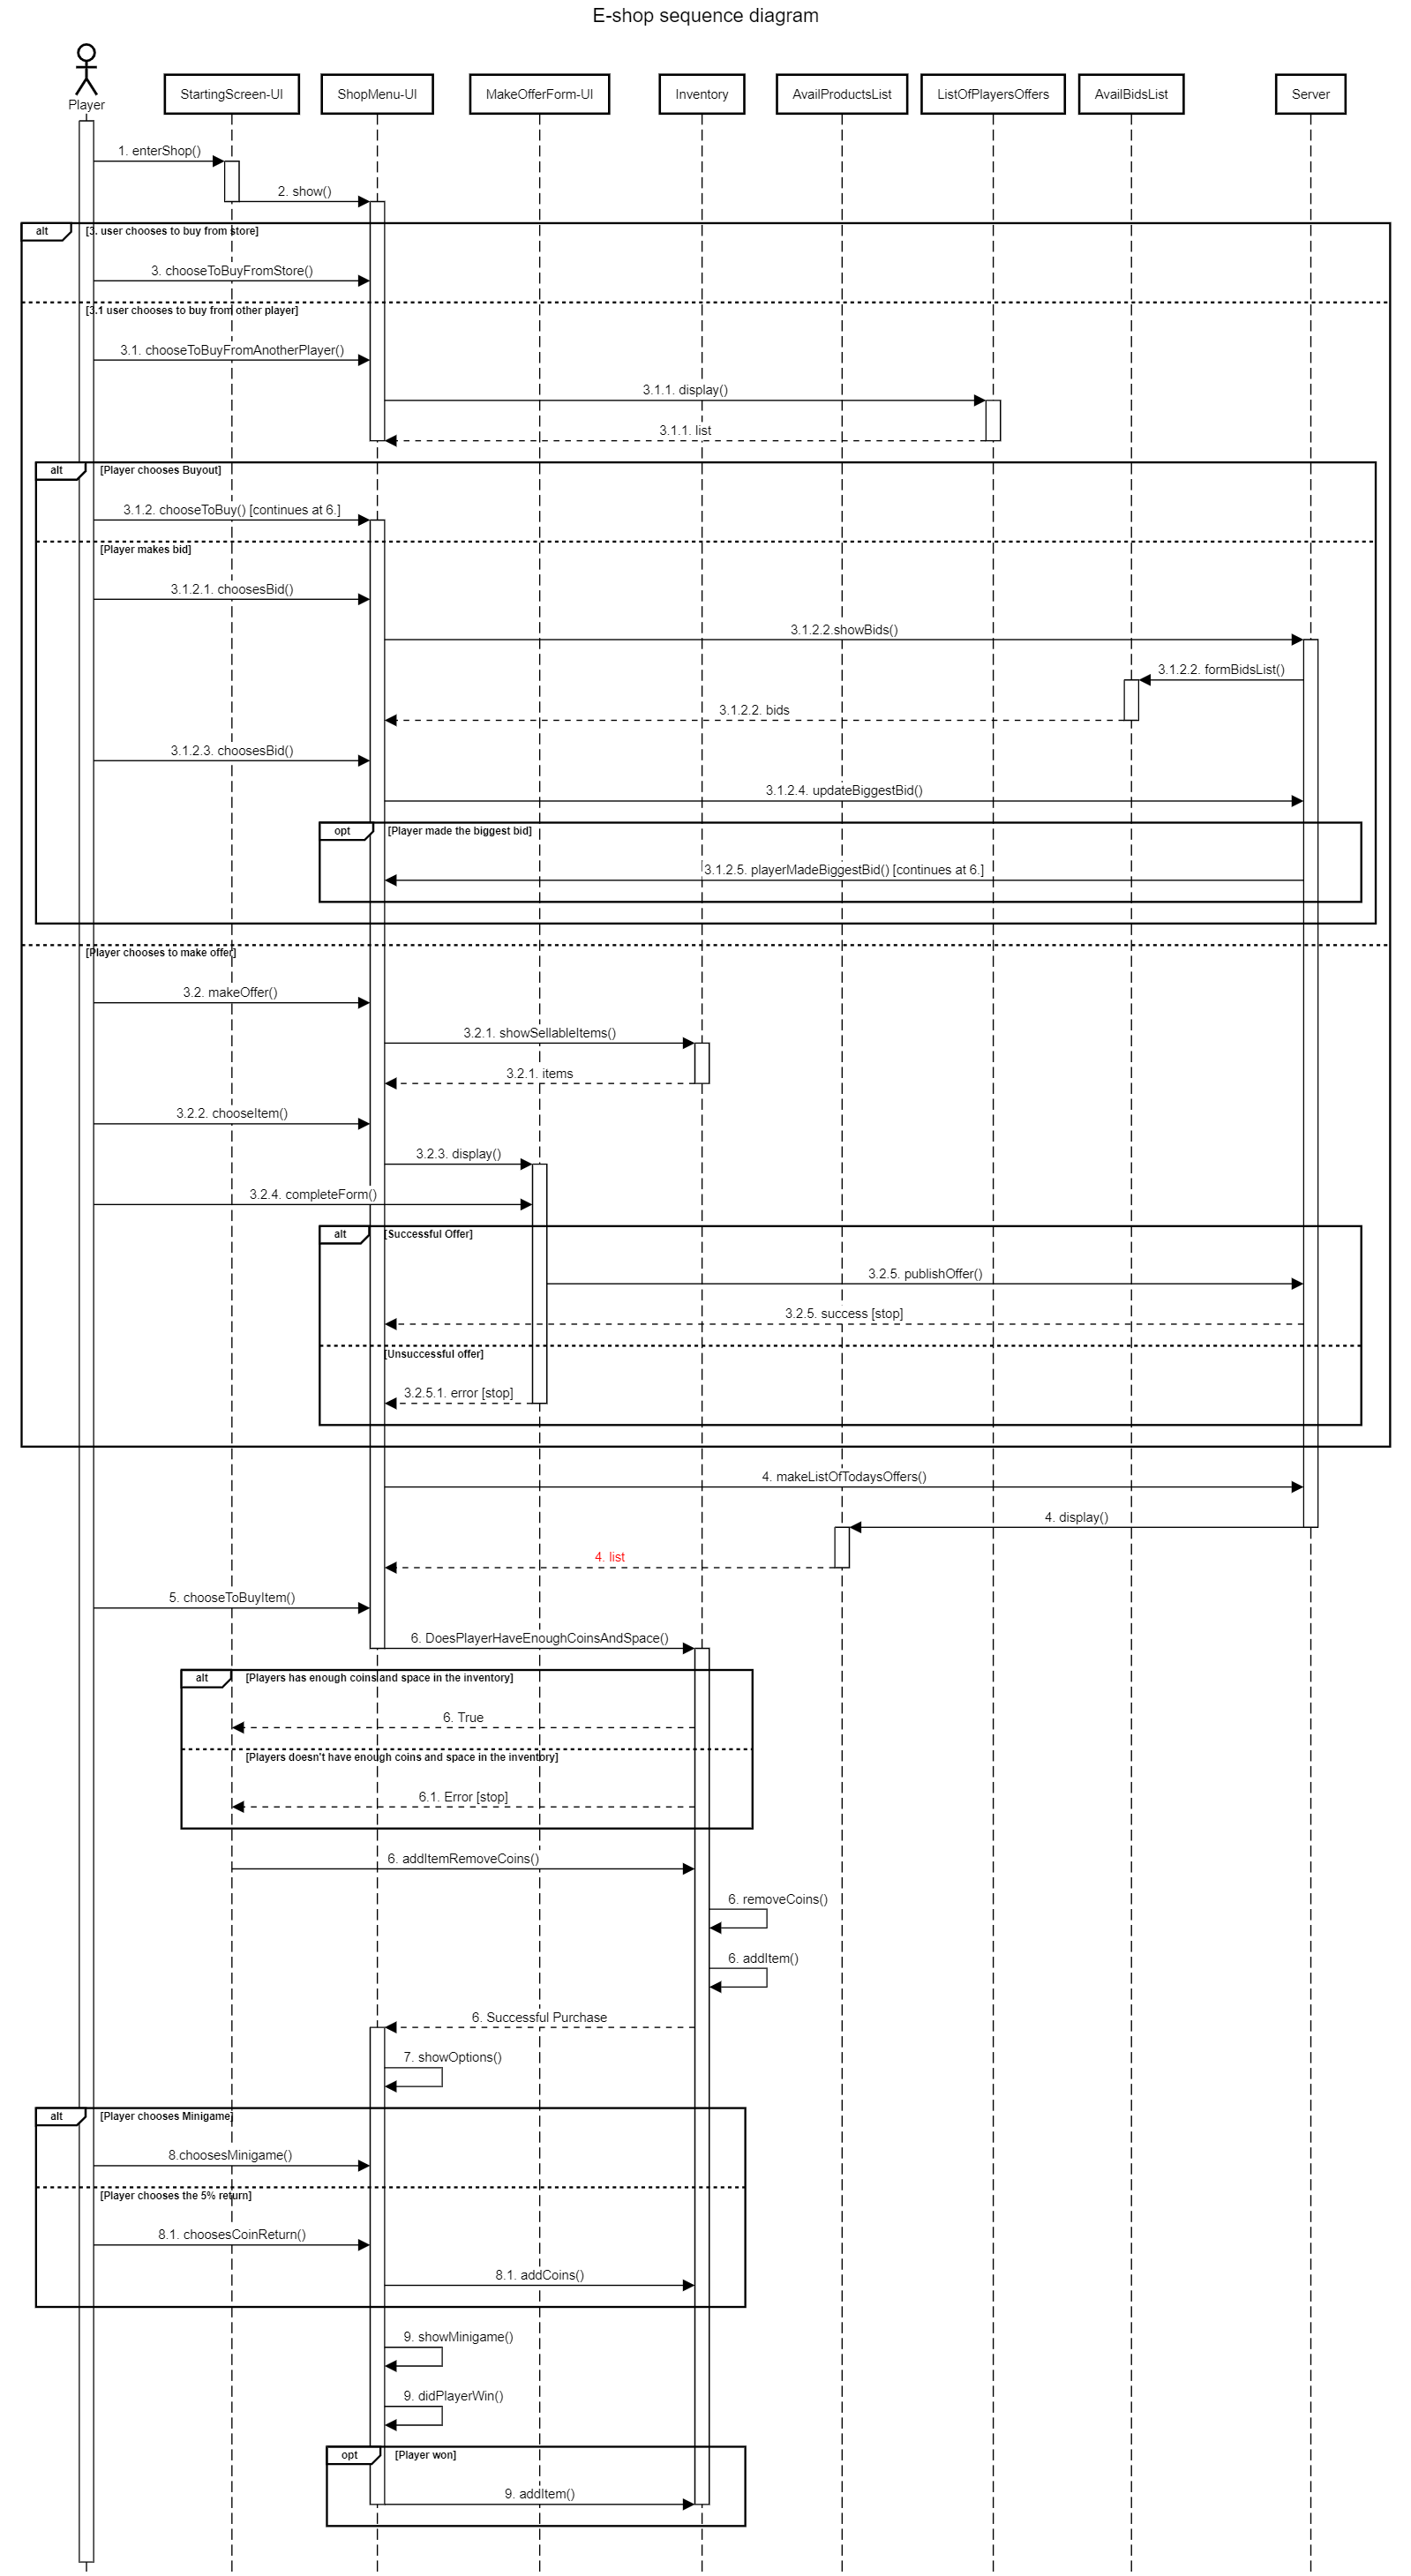 E-shop sequence diagram
Player
StartingScreen-UI
ShopMenu-UI
MakeOfferForm-UI
Inventory
AvailProductsList
ListOfPlayersOffers
AvailBidsList
Server
1. enterShop()
2. show()
alt
[3. user chooses to buy from store]
3. chooseToBuyFromStore()
[3.1 user chooses to buy from other player]
3.1. chooseToBuyFromAnotherPlayer()
3.1.1. display()
3.1.1. list
alt
[Player chooses Buyout]
3.1.2. chooseToBuy() [continues at 6.]
[Player makes bid]
3.1.2.1. choosesBid()
3.1.2.2.showBids()
3.1.2.2. formBidsList()
3.1.2.2. bids
3.1.2.3. choosesBid()
3.1.2.4. updateBiggestBid()
opt
[Player made the biggest bid]
3.1.2.5. playerMadeBiggestBid() [continues at 6.]
[Player chooses to make offer]
3.2. makeOffer()
3.2.1. showSellableItems()
3.2.1. items
3.2.2. chooseItem()
3.2.3. display()
3.2.4. completeForm()
alt
[Successful Offer]
3.2.5. publishOffer()
3.2.5. success [stop]
[Unsuccessful offer]
3.2.5.1. error [stop]
4. makeListOfTodaysOffers()
4. display()
4. list
5. chooseToBuyItem()
6. DoesPlayerHaveEnoughCoinsAndSpace()
alt
[Players has enough coins and space in the inventory]
6. True
[Players doesn't have enough coins and space in the inventory]
6.1. Error [stop]
6. addItemRemoveCoins()
6. removeCoins()
6. addItem()
6. Successful Purchase
7. showOptions()
alt
[Player chooses Minigame]
8.choosesMinigame()
[Player chooses the 5% return]
8.1. choosesCoinReturn()
8.1. addCoins()
9. showMinigame()
9. didPlayerWin()
opt
[Player won]
9. addItem()